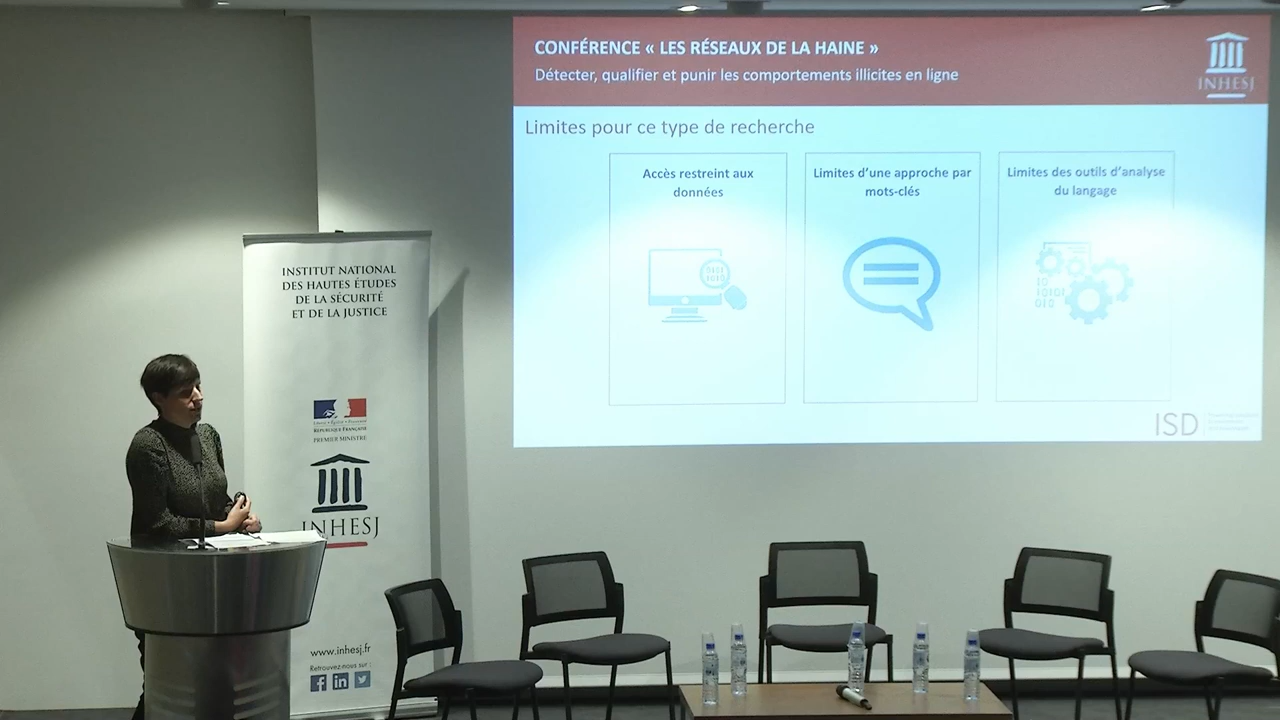 CONFÉRENCE « LES RÉSEAUX DE LA HAINE »
Détecter, qualifier et punir les comportements illicites en ligne
INHESJ
Limites pour ce type de recherche
Accès restreint aux
données
Limites d'une approche par
mots-clés
Limites des outils d'analyse
du langage
ISD
INSTITUT NATIONAL
DES HAUTES ÉTUDES
DE LA SÉCURITÉ
ET DE LA JUSTICE
Liberté • Égalité • Fraternité
RÉPUBLIQUE FRANÇAISE
PREMIER MINISTRE
INHESJ
www.inhesj.fr
Retrouvez-nous sur :